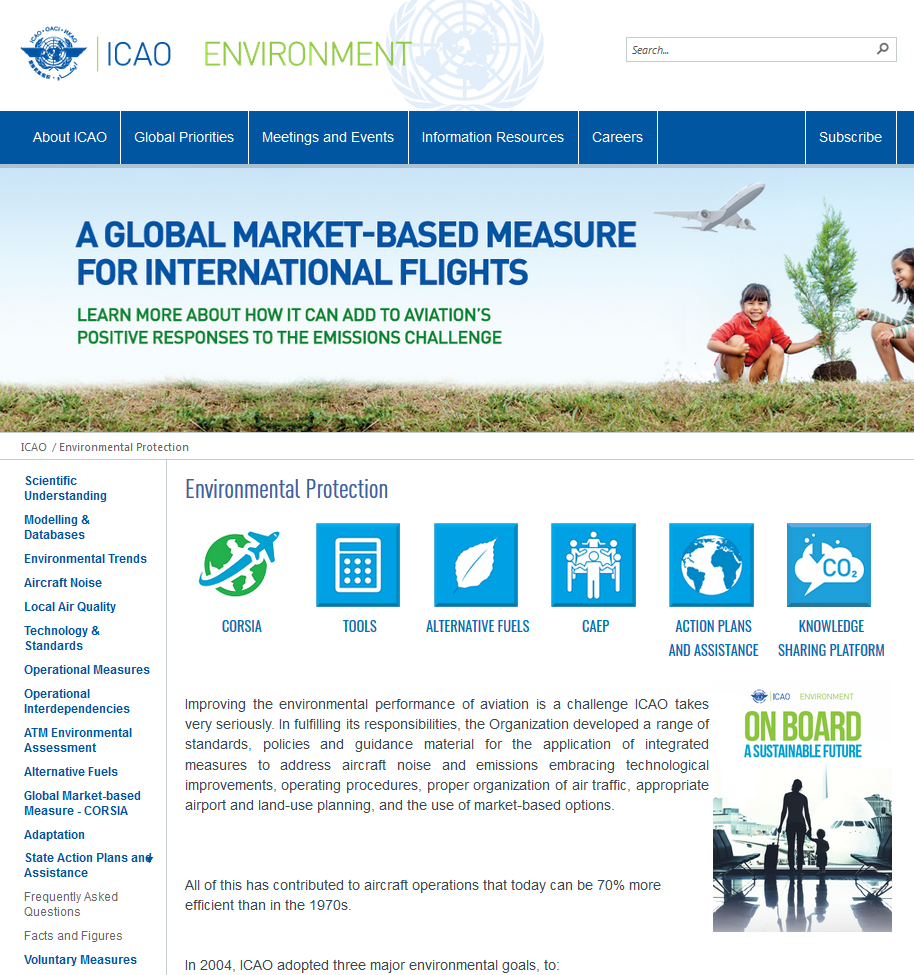 ICAO · OACI · ИКАО
ICAO ENVIRONMENT
Search...
About ICAO Global Priorities Meetings and Events Information Resources Careers Subscribe
A GLOBAL MARKET-BASED MEASURE
FOR INTERNATIONAL FLIGHTS
LEARN MORE ABOUT HOW IT CAN ADD TO AVIATION'S
POSITIVE RESPONSES TO THE EMISSIONS CHALLENGE
ICAO / Environmental Protection
Scientific
Understanding
Modelling &
Databases
Environmental Trends
Aircraft Noise
Local Air Quality
Technology &
Standards
Operational Measures
Operational
Interdependencies
ATM Environmental
Assessment
Alternative Fuels
Global Market-based
Measure - CORSIA
Adaptation
State Action Plans and
Assistance
Frequently Asked
Questions
Facts and Figures
Voluntary Measures
Environmental Protection
CO₂
CORSIA TOOLS ALTERNATIVE FUELS CAEP ACTION PLANS KNOWLEDGE
AND ASSISTANCE SHARING PLATFORM
Improving the environmental performance of aviation is a challenge ICAO takes
very seriously. In fulfilling its responsibilities, the Organization developed a range of
standards, policies and guidance material for the application of integrated
measures to address aircraft noise and emissions embracing technological
improvements, operating procedures, proper organization of air traffic, appropriate
airport and land-use planning, and the use of market-based options.
All of this has contributed to aircraft operations that today can be 70% more
efficient than in the 1970s.
In 2004, ICAO adopted three major environmental goals, to:
ICAO ENVIRONMENT
ON BOARD
A SUSTAINABLE FUTURE